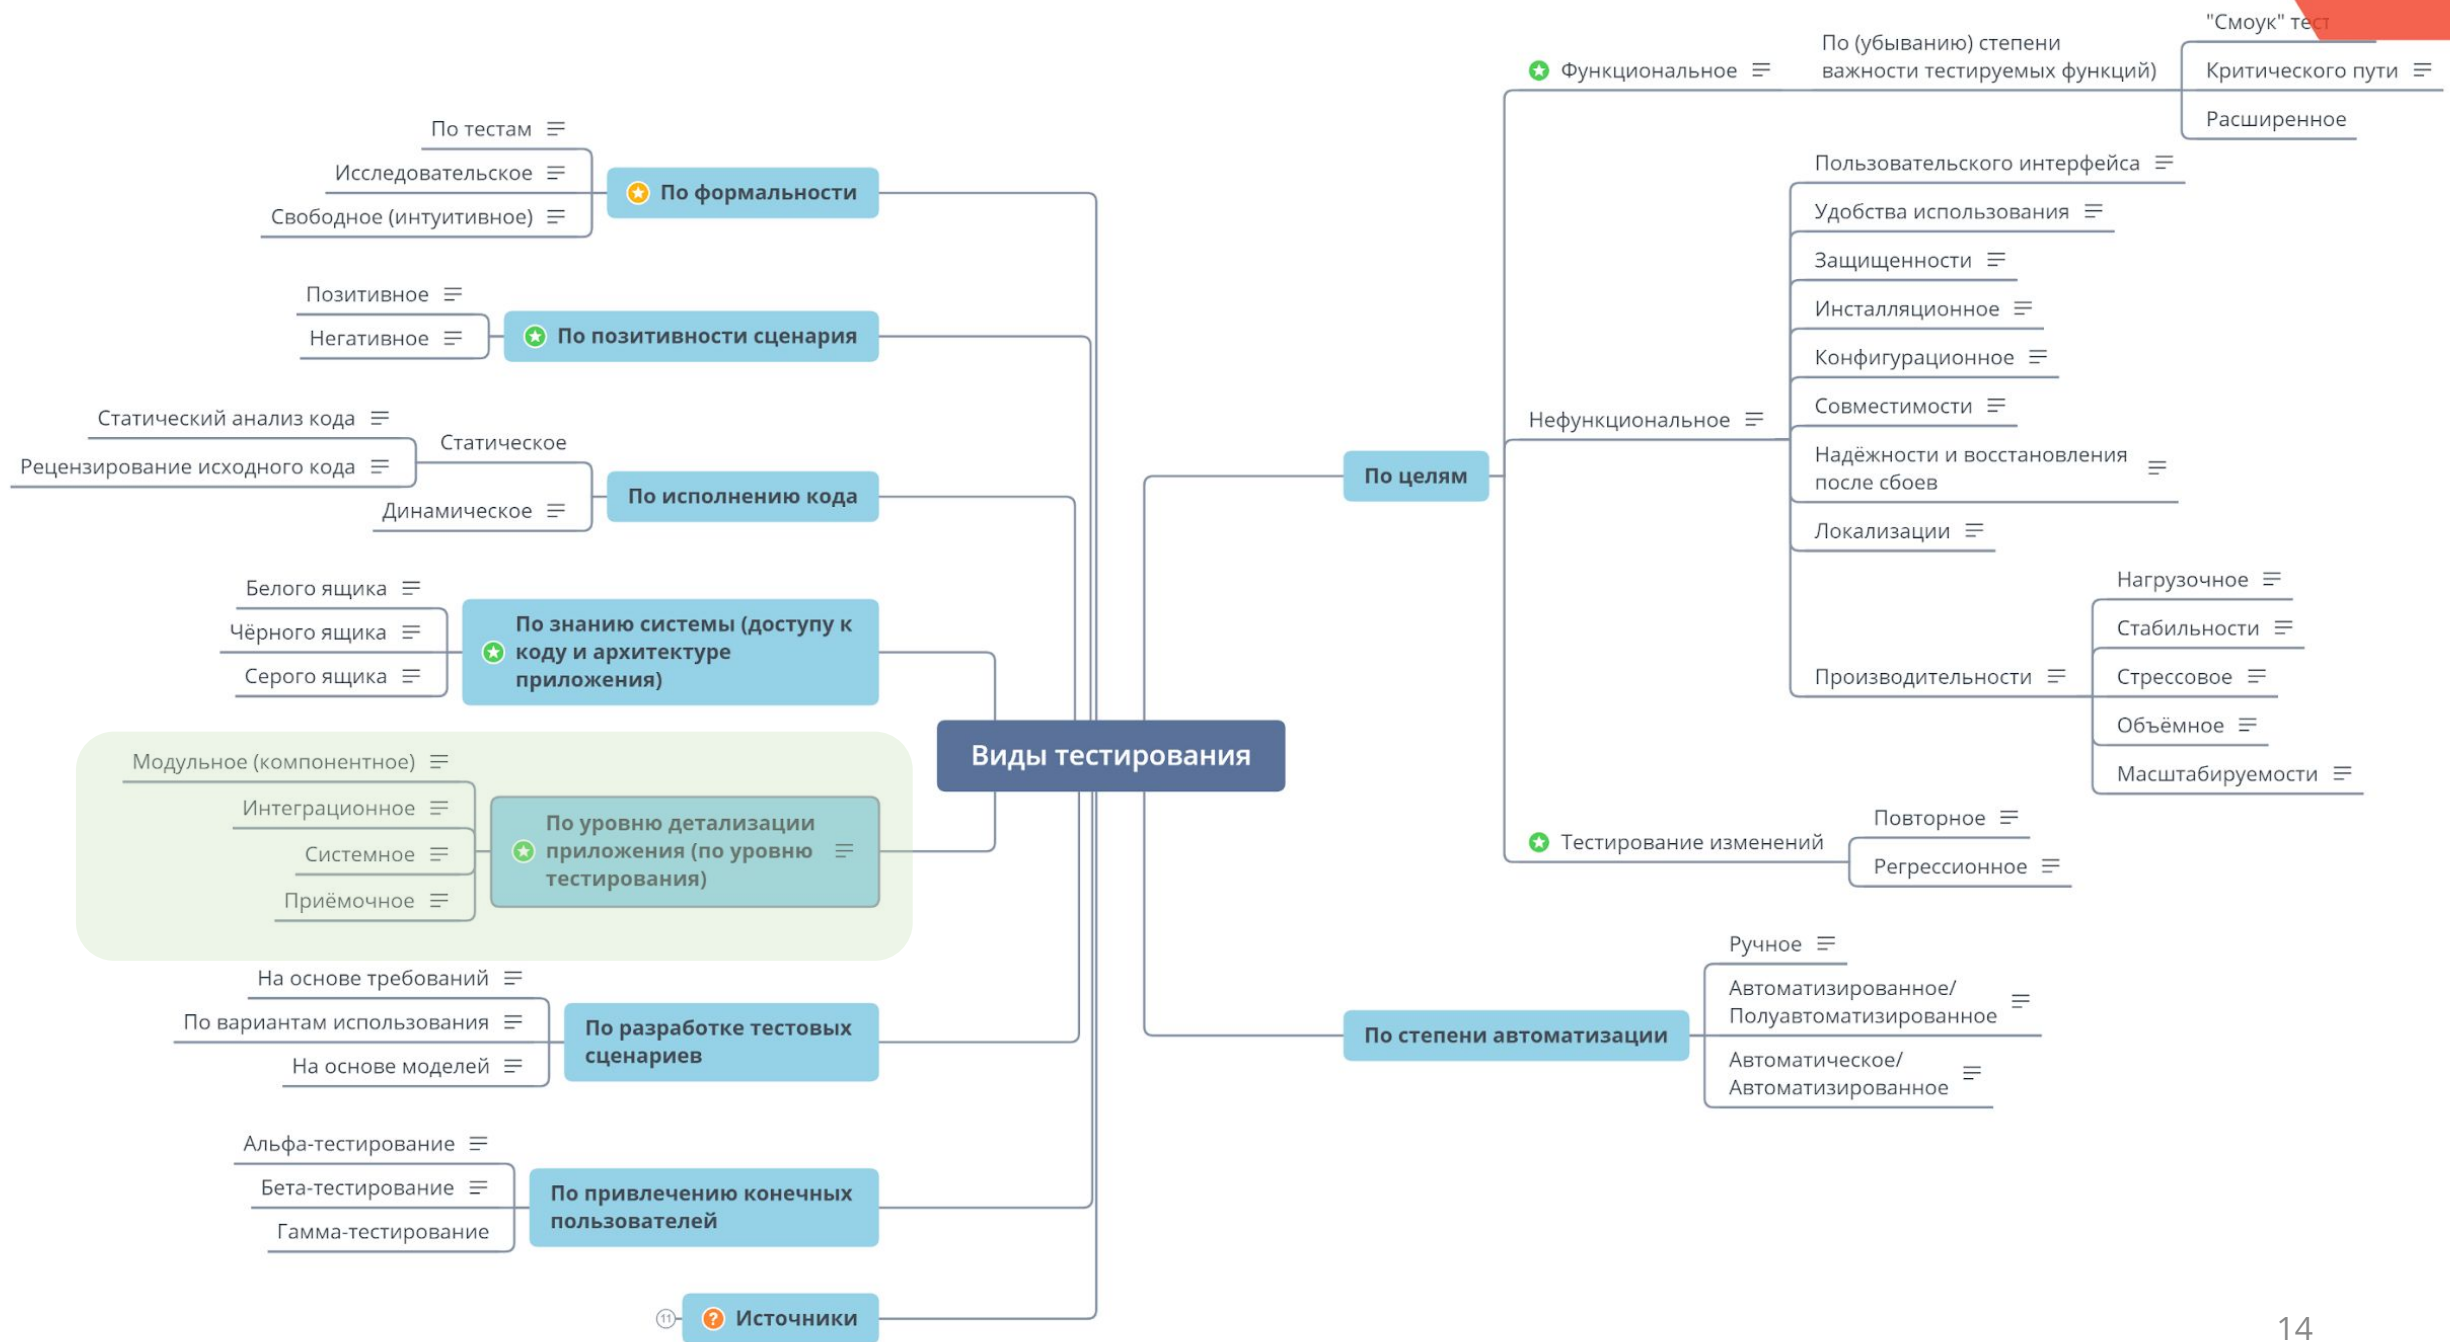 По тестам
Исследовательское
Свободное (интуитивное)
По формальности
Позитивное
Негативное
По позитивности сценария
Статический анализ кода
Рецензирование исходного кода
Статическое
Динамическое
По исполнению кода
Белого ящика
Чёрного ящика
Серого ящика
По знанию системы (доступу к
коду и архитектуре
приложения)
Модульное (компонентное)
Интеграционное
Системное
Приёмочное
По уровню детализации
приложения (по уровню
тестирования)
На основе требований
По вариантам использования
На основе моделей
По разработке тестовых
сценариев
Альфа-тестирование
Бета-тестирование
Гамма-тестирование
По привлечению конечных
пользователей
11
?
Источники
Виды тестирования
По целям
Функциональное
По (убыванию) степени
важности тестируемых функций)
"Смоук" тест
Критического пути
Расширенное
Нефункциональное
Пользовательского интерфейса
Удобства использования
Защищенности
Инсталляционное
Конфигурационное
Совместимости
Надёжности и восстановления
после сбоев
Локализации
Производительности
Нагрузочное
Стабильности
Стрессовое
Объёмное
Масштабируемости
Тестирование изменений
Повторное
Регрессионное
По степени автоматизации
Ручное
Автоматизированное/
Полуавтоматизированное
Автоматическое/
Автоматизированное
14